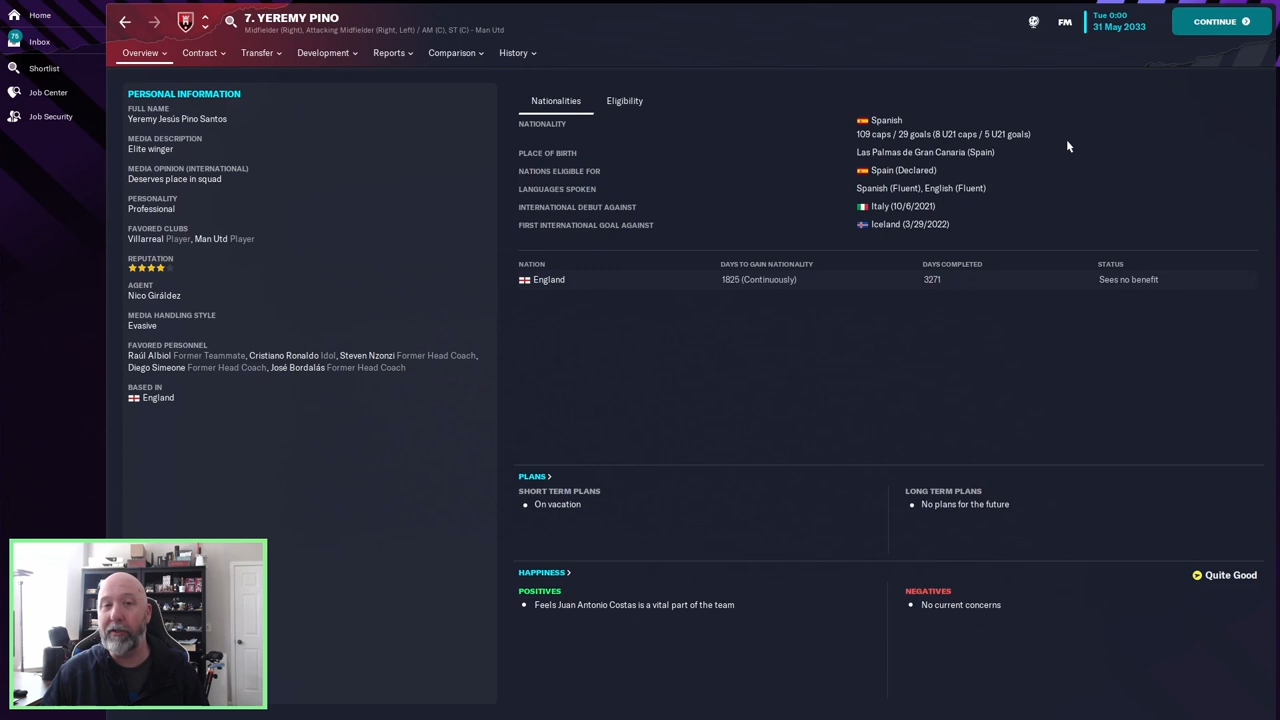 Home
75
Inbox
Shortlist
Job Center
Job Security
7. YEREMY PINO
Midfielder (Right), Attacking Midfielder (Right, Left) / AM (C), ST (C) - Man Utd
FM
Tue 0:00
31 May 2033
CONTINUE
Overview
Contract
Transfer
Development
Reports
Comparison
History
PERSONAL INFORMATION
FULL NAME
Yeremy Jesús Pino Santos
MEDIA DESCRIPTION
Elite winger
MEDIA OPINION (INTERNATIONAL)
Deserves place in squad
PERSONALITY
Professional
FAVORED CLUBS
Villarreal Player, Man Utd Player
REPUTATION
AGENT
Nico Giráldez
MEDIA HANDLING STYLE
Evasive
FAVORED PERSONNEL
Raúl Albiol Former Teammate, Cristiano Ronaldo Idol, Steven Nzonzi Former Head Coach,
Diego Simeone Former Head Coach, José Bordalás Former Head Coach
BASED IN
England
Nationalities
Eligibility
NATIONALITY
Spanish
109 caps / 29 goals (8 U21 caps / 5 U21 goals)
PLACE OF BIRTH
Las Palmas de Gran Canaria (Spain)
NATIONS ELIGIBLE FOR
Spain (Declared)
LANGUAGES SPOKEN
Spanish (Fluent), English (Fluent)
INTERNATIONAL DEBUT AGAINST
Italy (10/6/2021)
FIRST INTERNATIONAL GOAL AGAINST
Iceland (3/29/2022)
NATION
DAYS TO GAIN NATIONALITY
DAYS COMPLETED
STATUS
England
1825 (Continuously)
3271
Sees no benefit
PLANS
SHORT TERM PLANS
On vacation
LONG TERM PLANS
No plans for the future
HAPPINESS
Quite Good
POSITIVES
Feels Juan Antonio Costas is a vital part of the team
NEGATIVES
No current concerns